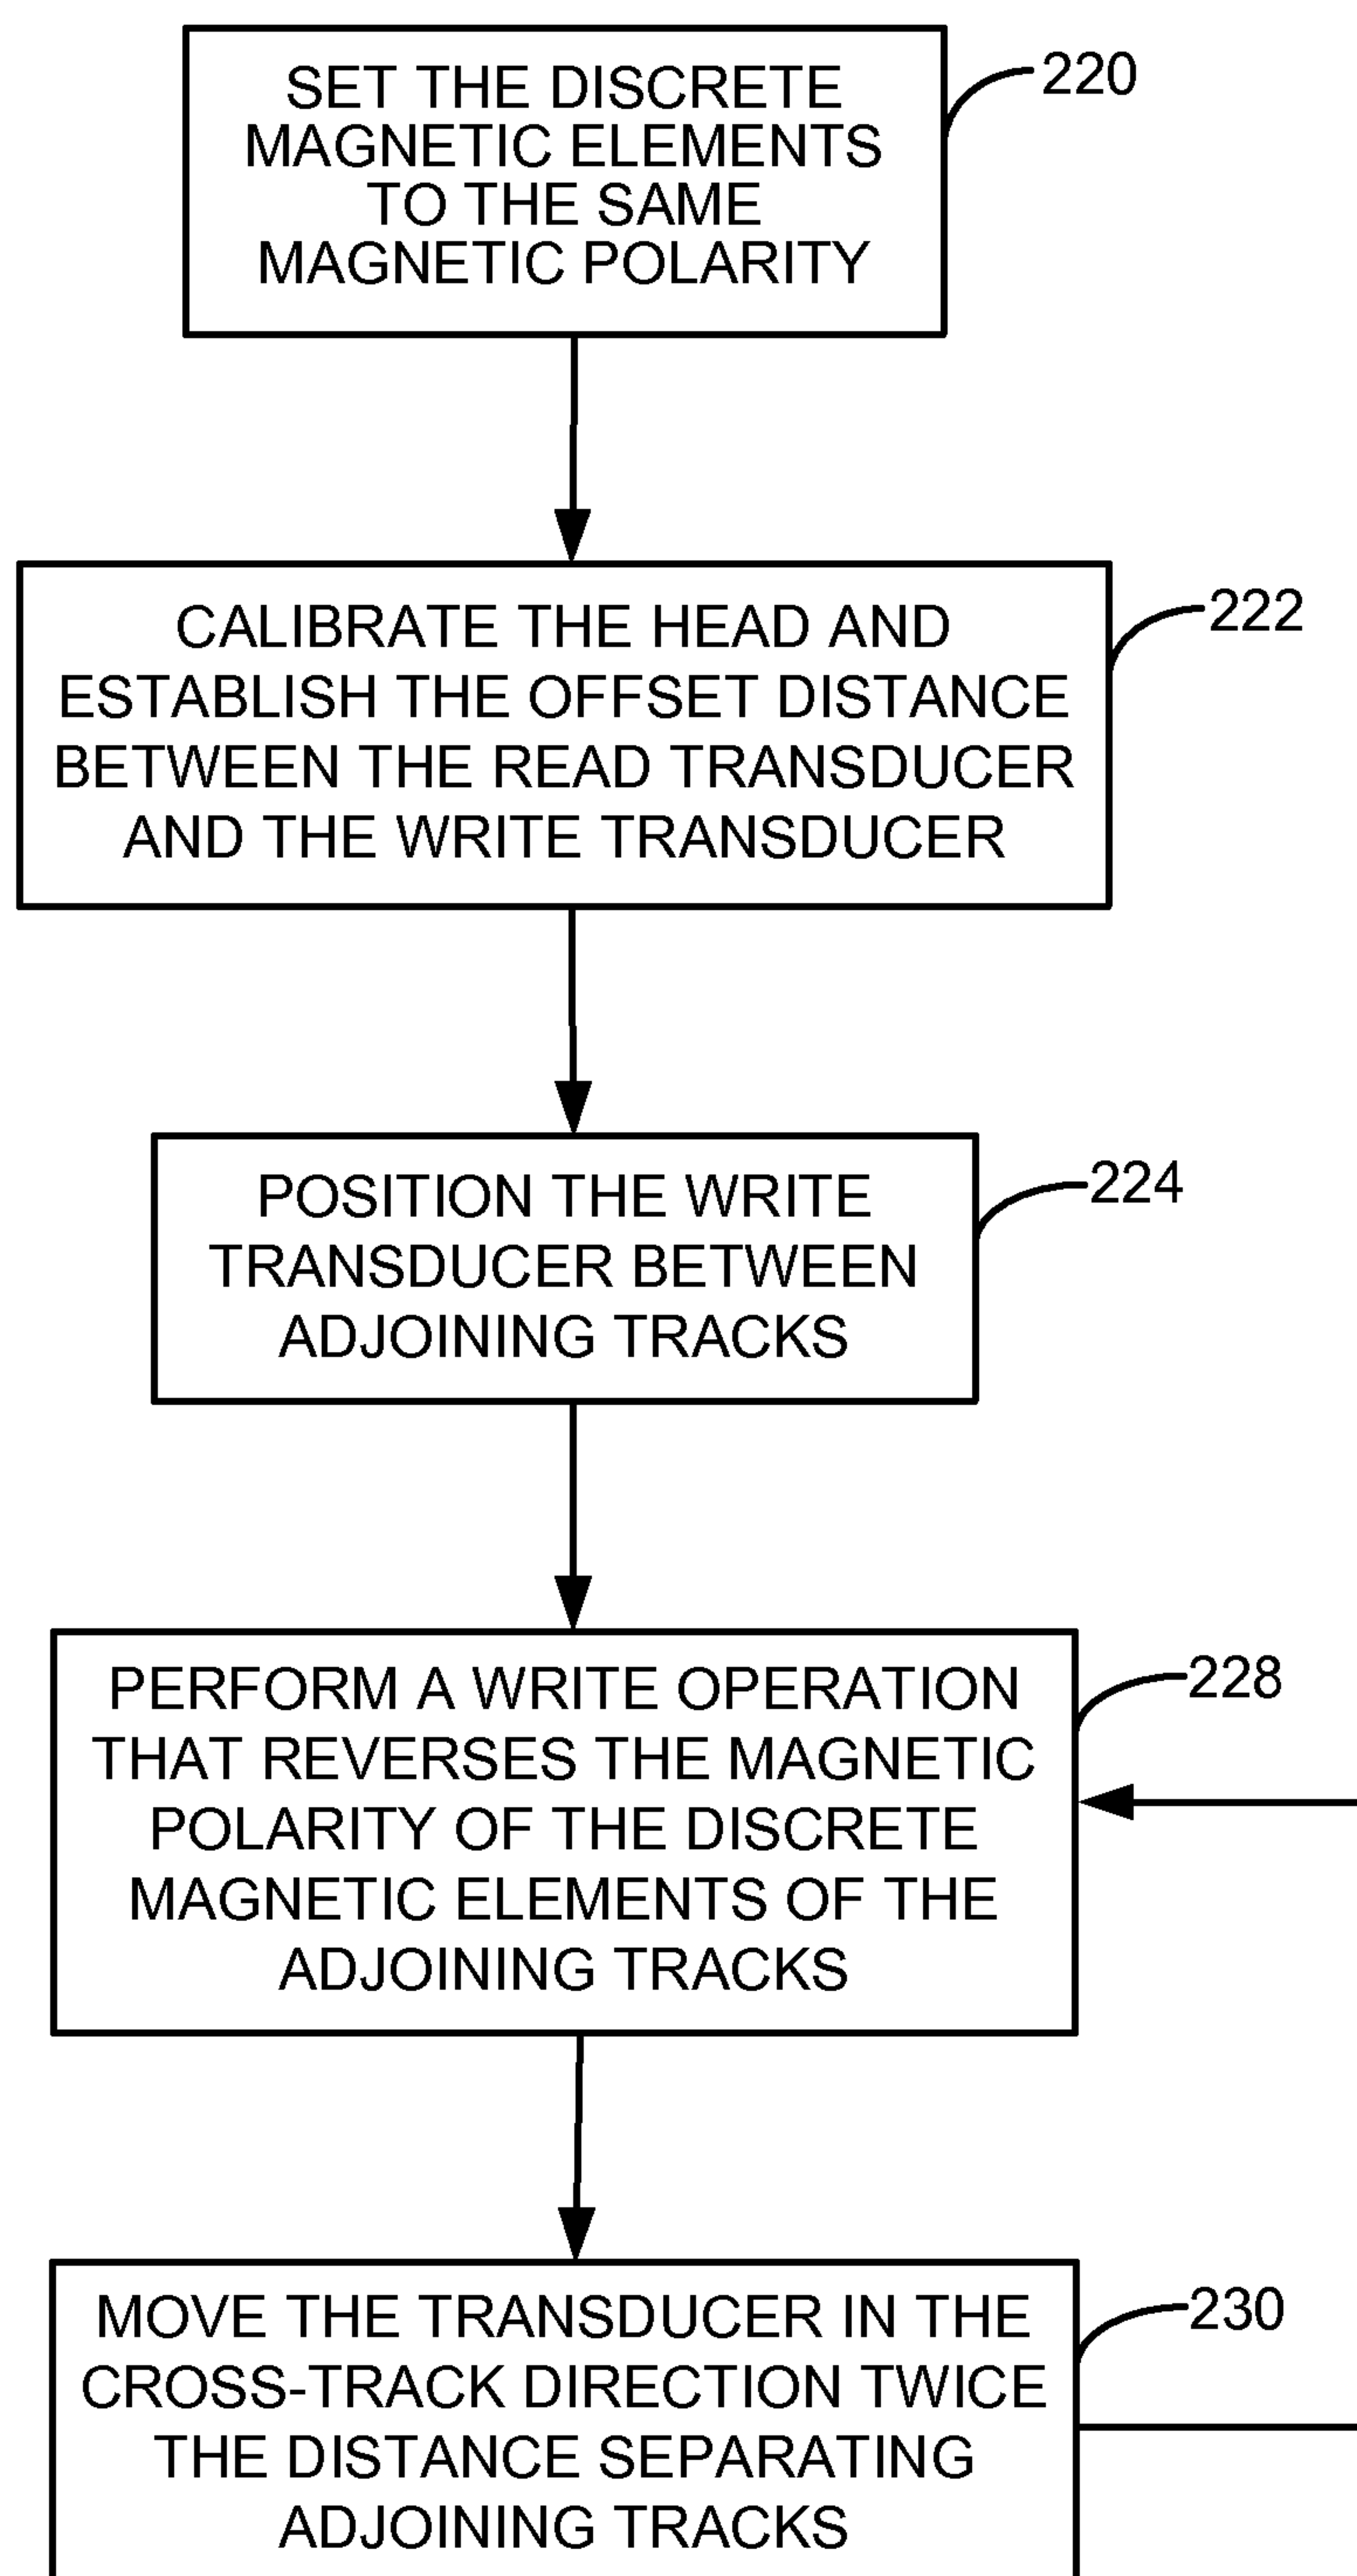 SET THE DISCRETE
MAGNETIC ELEMENTS
TO THE SAME
MAGNETIC POLARITY
220
CALIBRATE THE HEAD AND
ESTABLISH THE OFFSET DISTANCE
BETWEEN THE READ TRANSDUCER
AND THE WRITE TRANSDUCER
222
POSITION THE WRITE
TRANSDUCER BETWEEN
ADJOINING TRACKS
224
PERFORM A WRITE OPERATION
THAT REVERSES THE MAGNETIC
POLARITY OF THE DISCRETE
MAGNETIC ELEMENTS OF THE
ADJOINING TRACKS
228
MOVE THE TRANSDUCER IN THE
CROSS-TRACK DIRECTION TWICE
THE DISTANCE SEPARATING
ADJOINING TRACKS
230